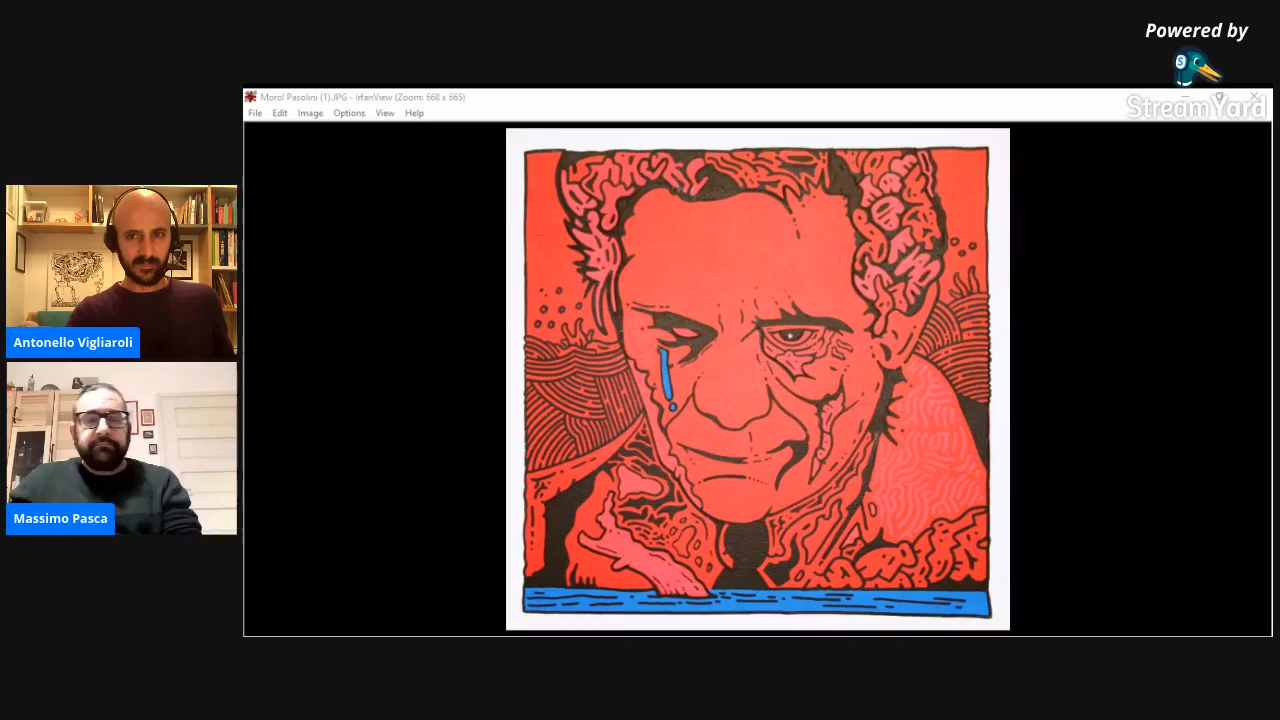 Powered by
StreamYard
Moro! Pasolini (1).JPG - IrfanView (Zoom: 668 x 665)
File Edit Image Options View Help
Antonello Vigliaroli
Massimo Pasca